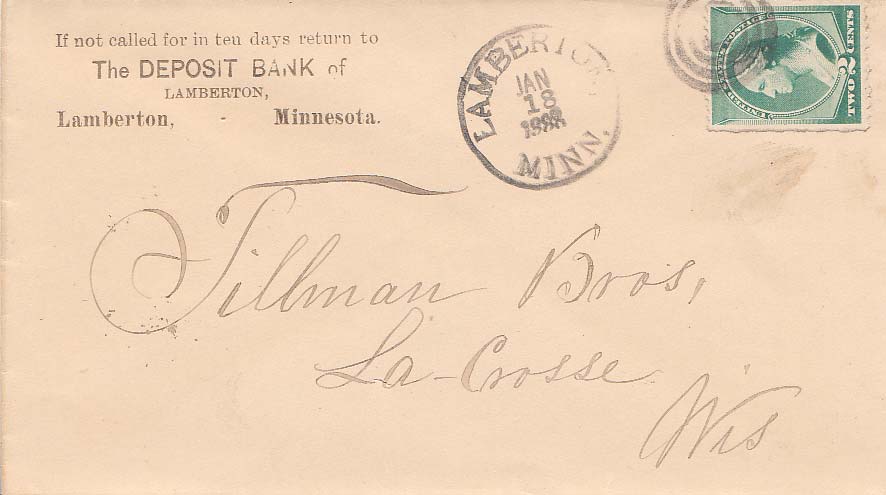 If not called for in ten days return to
The DEPOSIT BANK of
LAMBERTON,
Lamberton, - Minnesota.
LAMBERTON
JAN
18
MINN.
2 CENTS
TWO
Tillman Bros,
La-Crosse
Wis